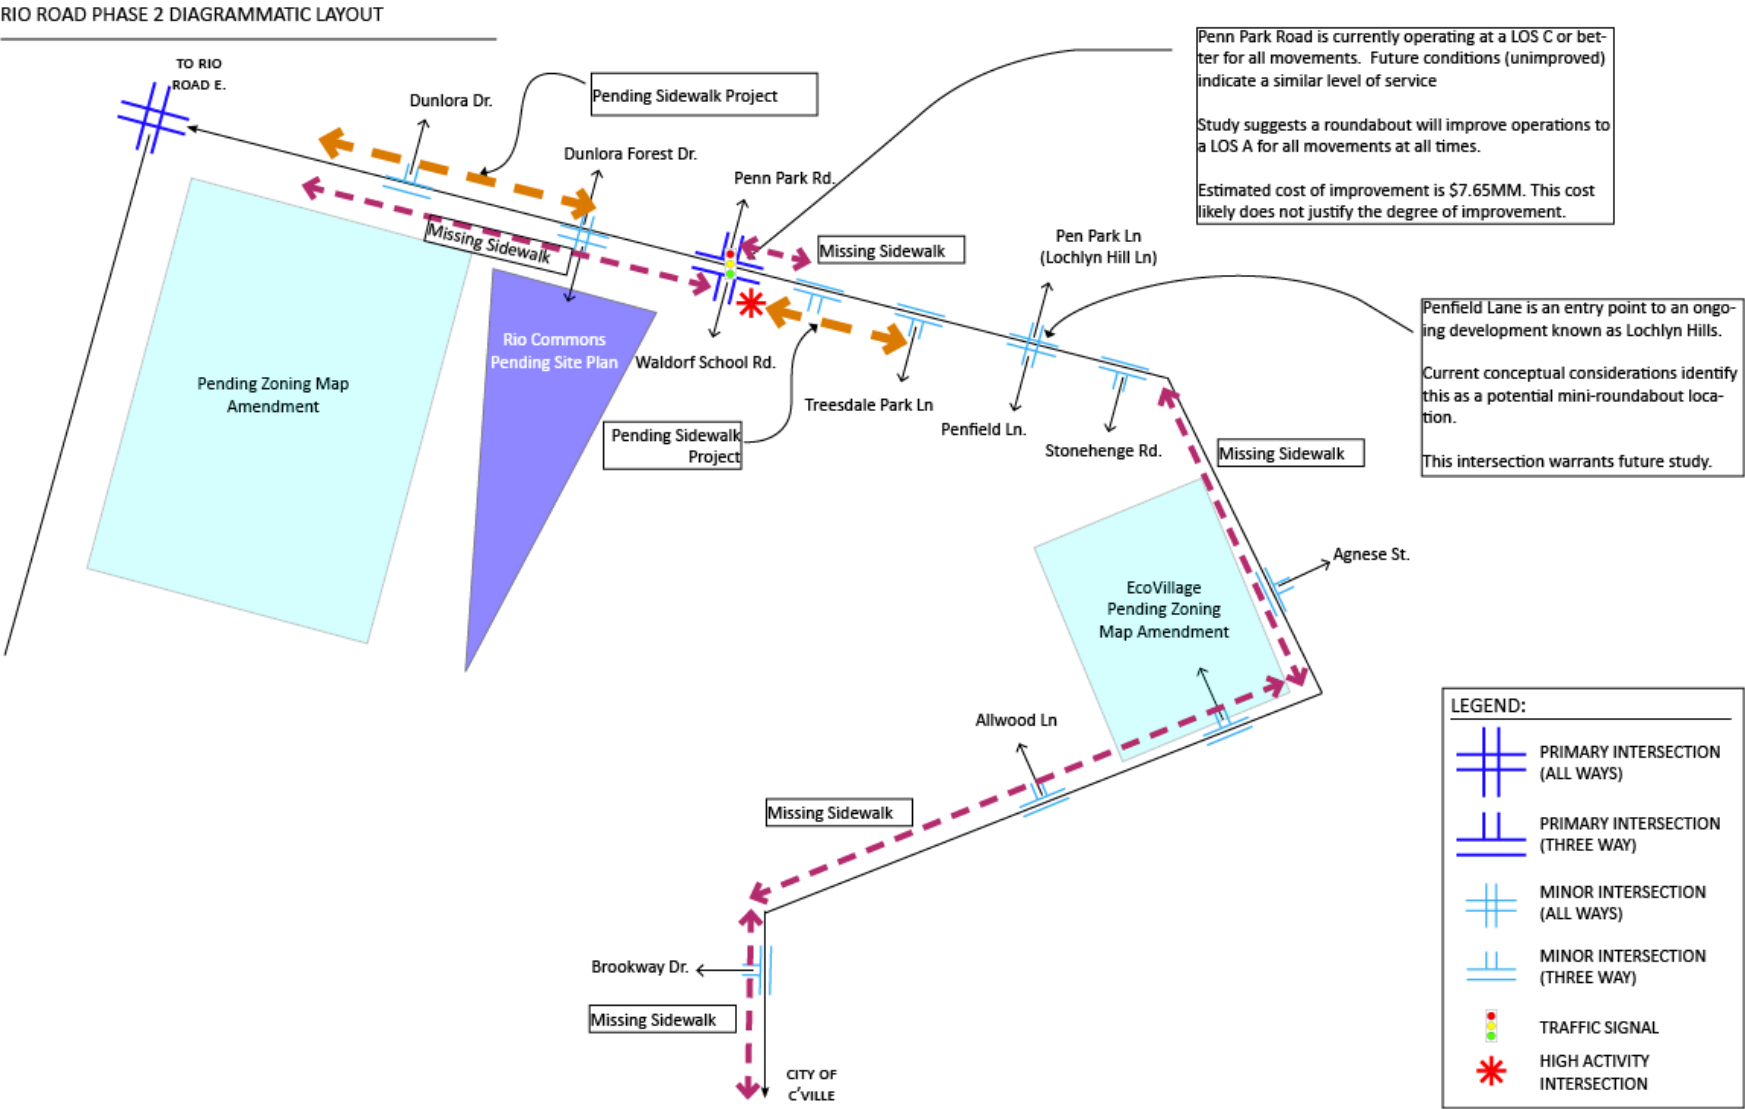 RIO ROAD PHASE 2 DIAGRAMMATIC LAYOUT
TO RIO
ROAD E.
Dunlora Dr.
Pending Sidewalk Project
Dunlora Forest Dr.
Penn Park Rd.
Penn Park Road is currently operating at a LOS C or bet-
ter for all movements. Future conditions (unimproved)
indicate a similar level of service
Study suggests a roundabout will improve operations to
a LOS A for all movements at all times.
Estimated cost of improvement is $7.65MM. This cost
likely does not justify the degree of improvement.
Missing Sidewalk
Missing Sidewalk
Pen Park Ln
(Lochlyn Hill Ln)
Penfield Lane is an entry point to an ongo-
ing development known as Lochlyn Hills.
Current conceptual considerations identify
this as a potential mini-roundabout loca-
tion.
This intersection warrants future study.
Rio Commons
Pending Site Plan
Waldorf School Rd.
Pending Zoning Map
Amendment
Treesdale Park Ln
Penfield Ln.
Stonehenge Rd.
Pending Sidewalk
Project
Missing Sidewalk
Agnese St.
EcoVillage
Pending Zoning
Map Amendment
Allwood Ln
Missing Sidewalk
Brookway Dr.
Missing Sidewalk
CITY OF
C'VILLE
LEGEND:
PRIMARY INTERSECTION
(ALL WAYS)
PRIMARY INTERSECTION
(THREE WAY)
MINOR INTERSECTION
(ALL WAYS)
MINOR INTERSECTION
(THREE WAY)
TRAFFIC SIGNAL
HIGH ACTIVITY
INTERSECTION